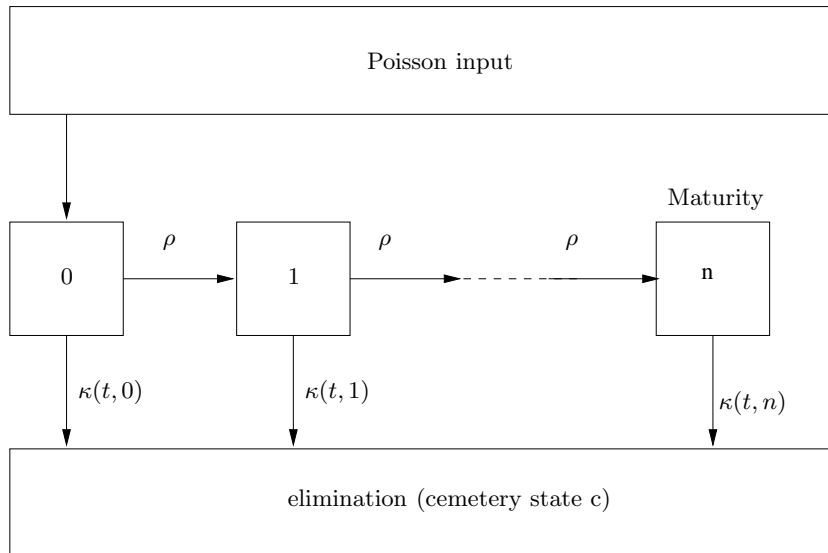 Poisson input
Maturity
ρ ρ ρ
0 1 n
κ(t, 0) κ(t, 1) κ(t, n)
elimination (cemetery state c)